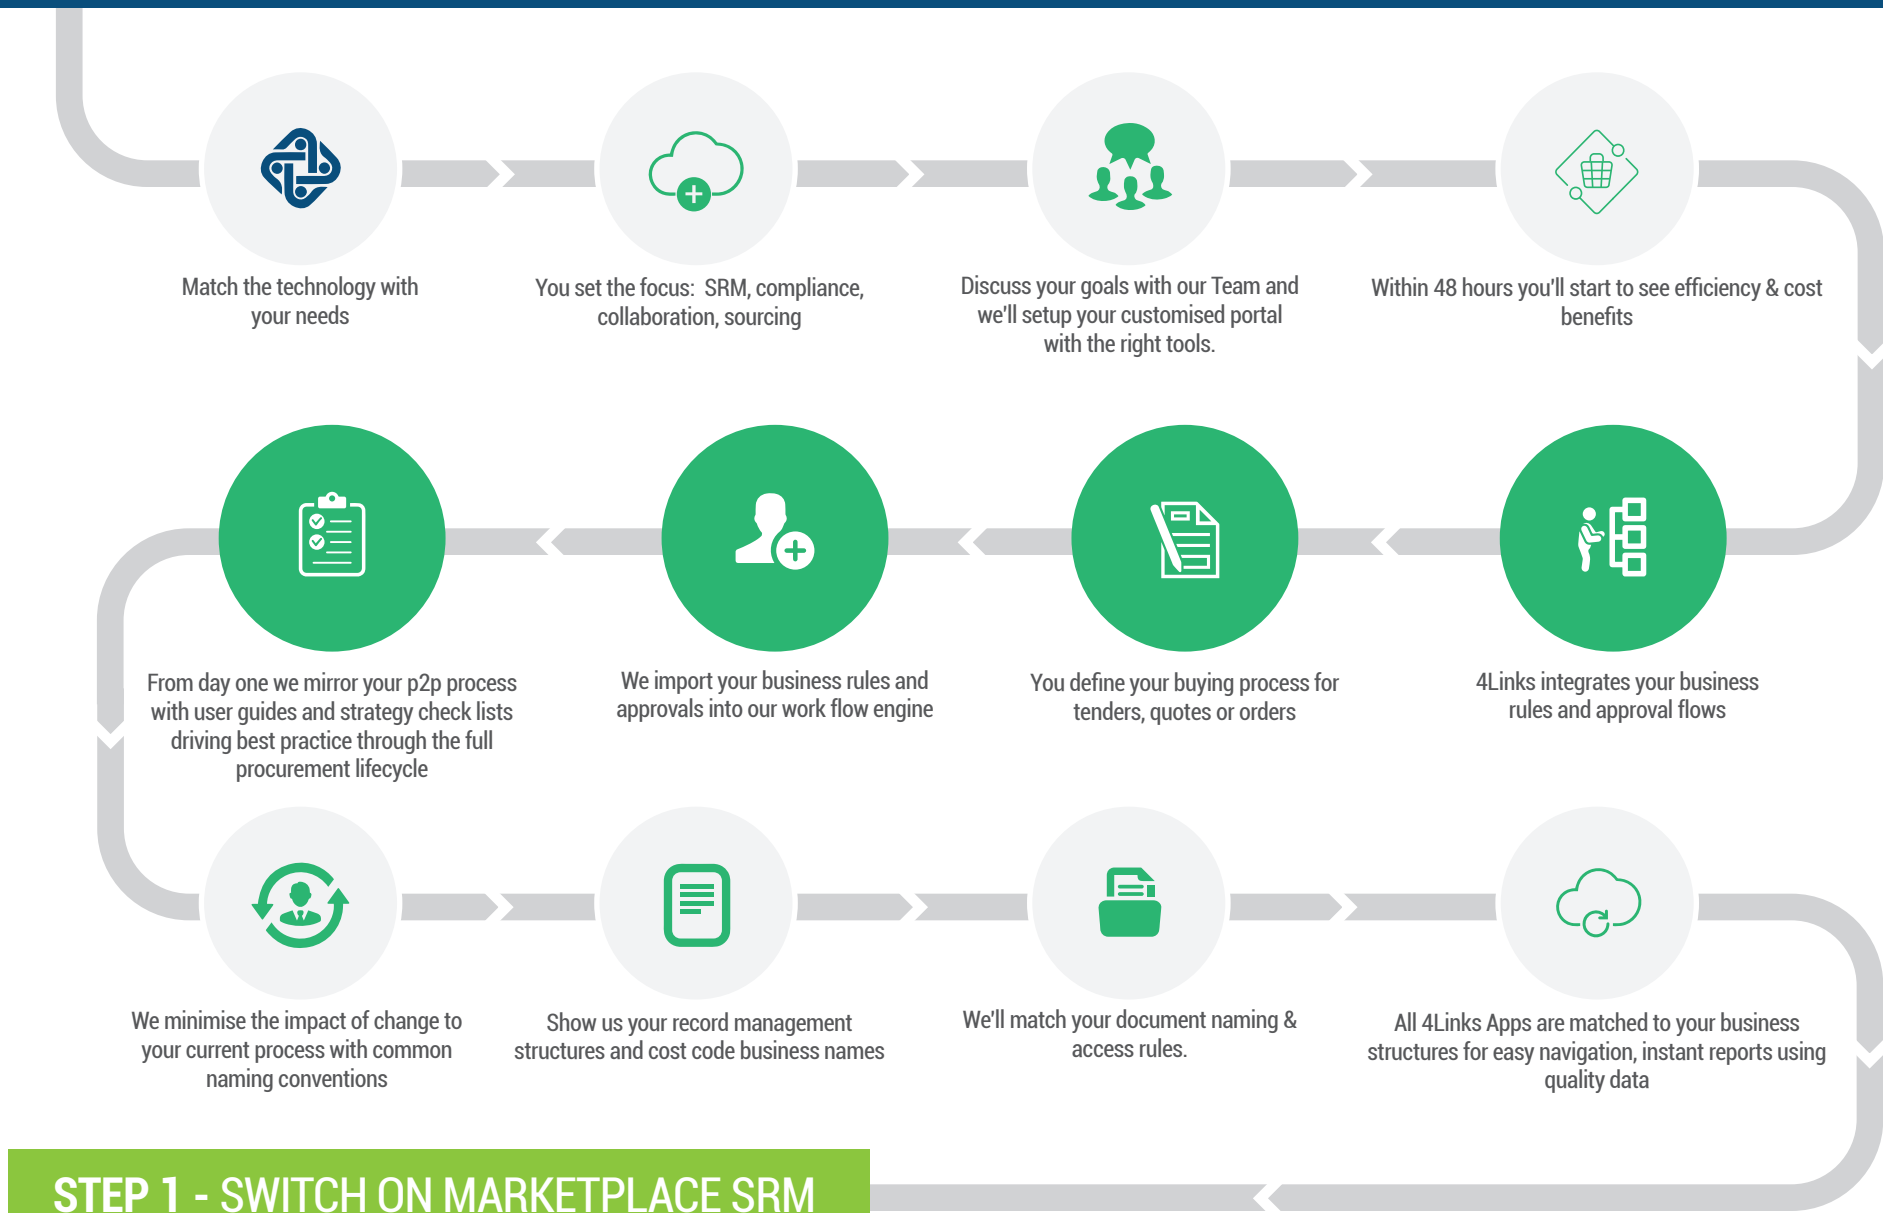 Match the technology with
your needs
You set the focus:  SRM, compliance,
collaboration, sourcing
Discuss your goals with our Team and
we'll setup your customised portal
with the right tools.
Within 48 hours you'll start to see efficiency & cost
benefits
4Links integrates your business
rules and approval flows
You define your buying process for
tenders, quotes or orders
We import your business rules and
approvals into our work flow engine
From day one we mirror your p2p process
with user guides and strategy check lists
driving best practice through the full
procurement lifecycle
We minimise the impact of change to
your current process with common
naming conventions
Show us your record management
structures and cost code business names
We'll match your document naming &
access rules.
All 4Links Apps are matched to your business
structures for easy navigation, instant reports using
quality data
STEP 1 - SWITCH ON MARKETPLACE SRM